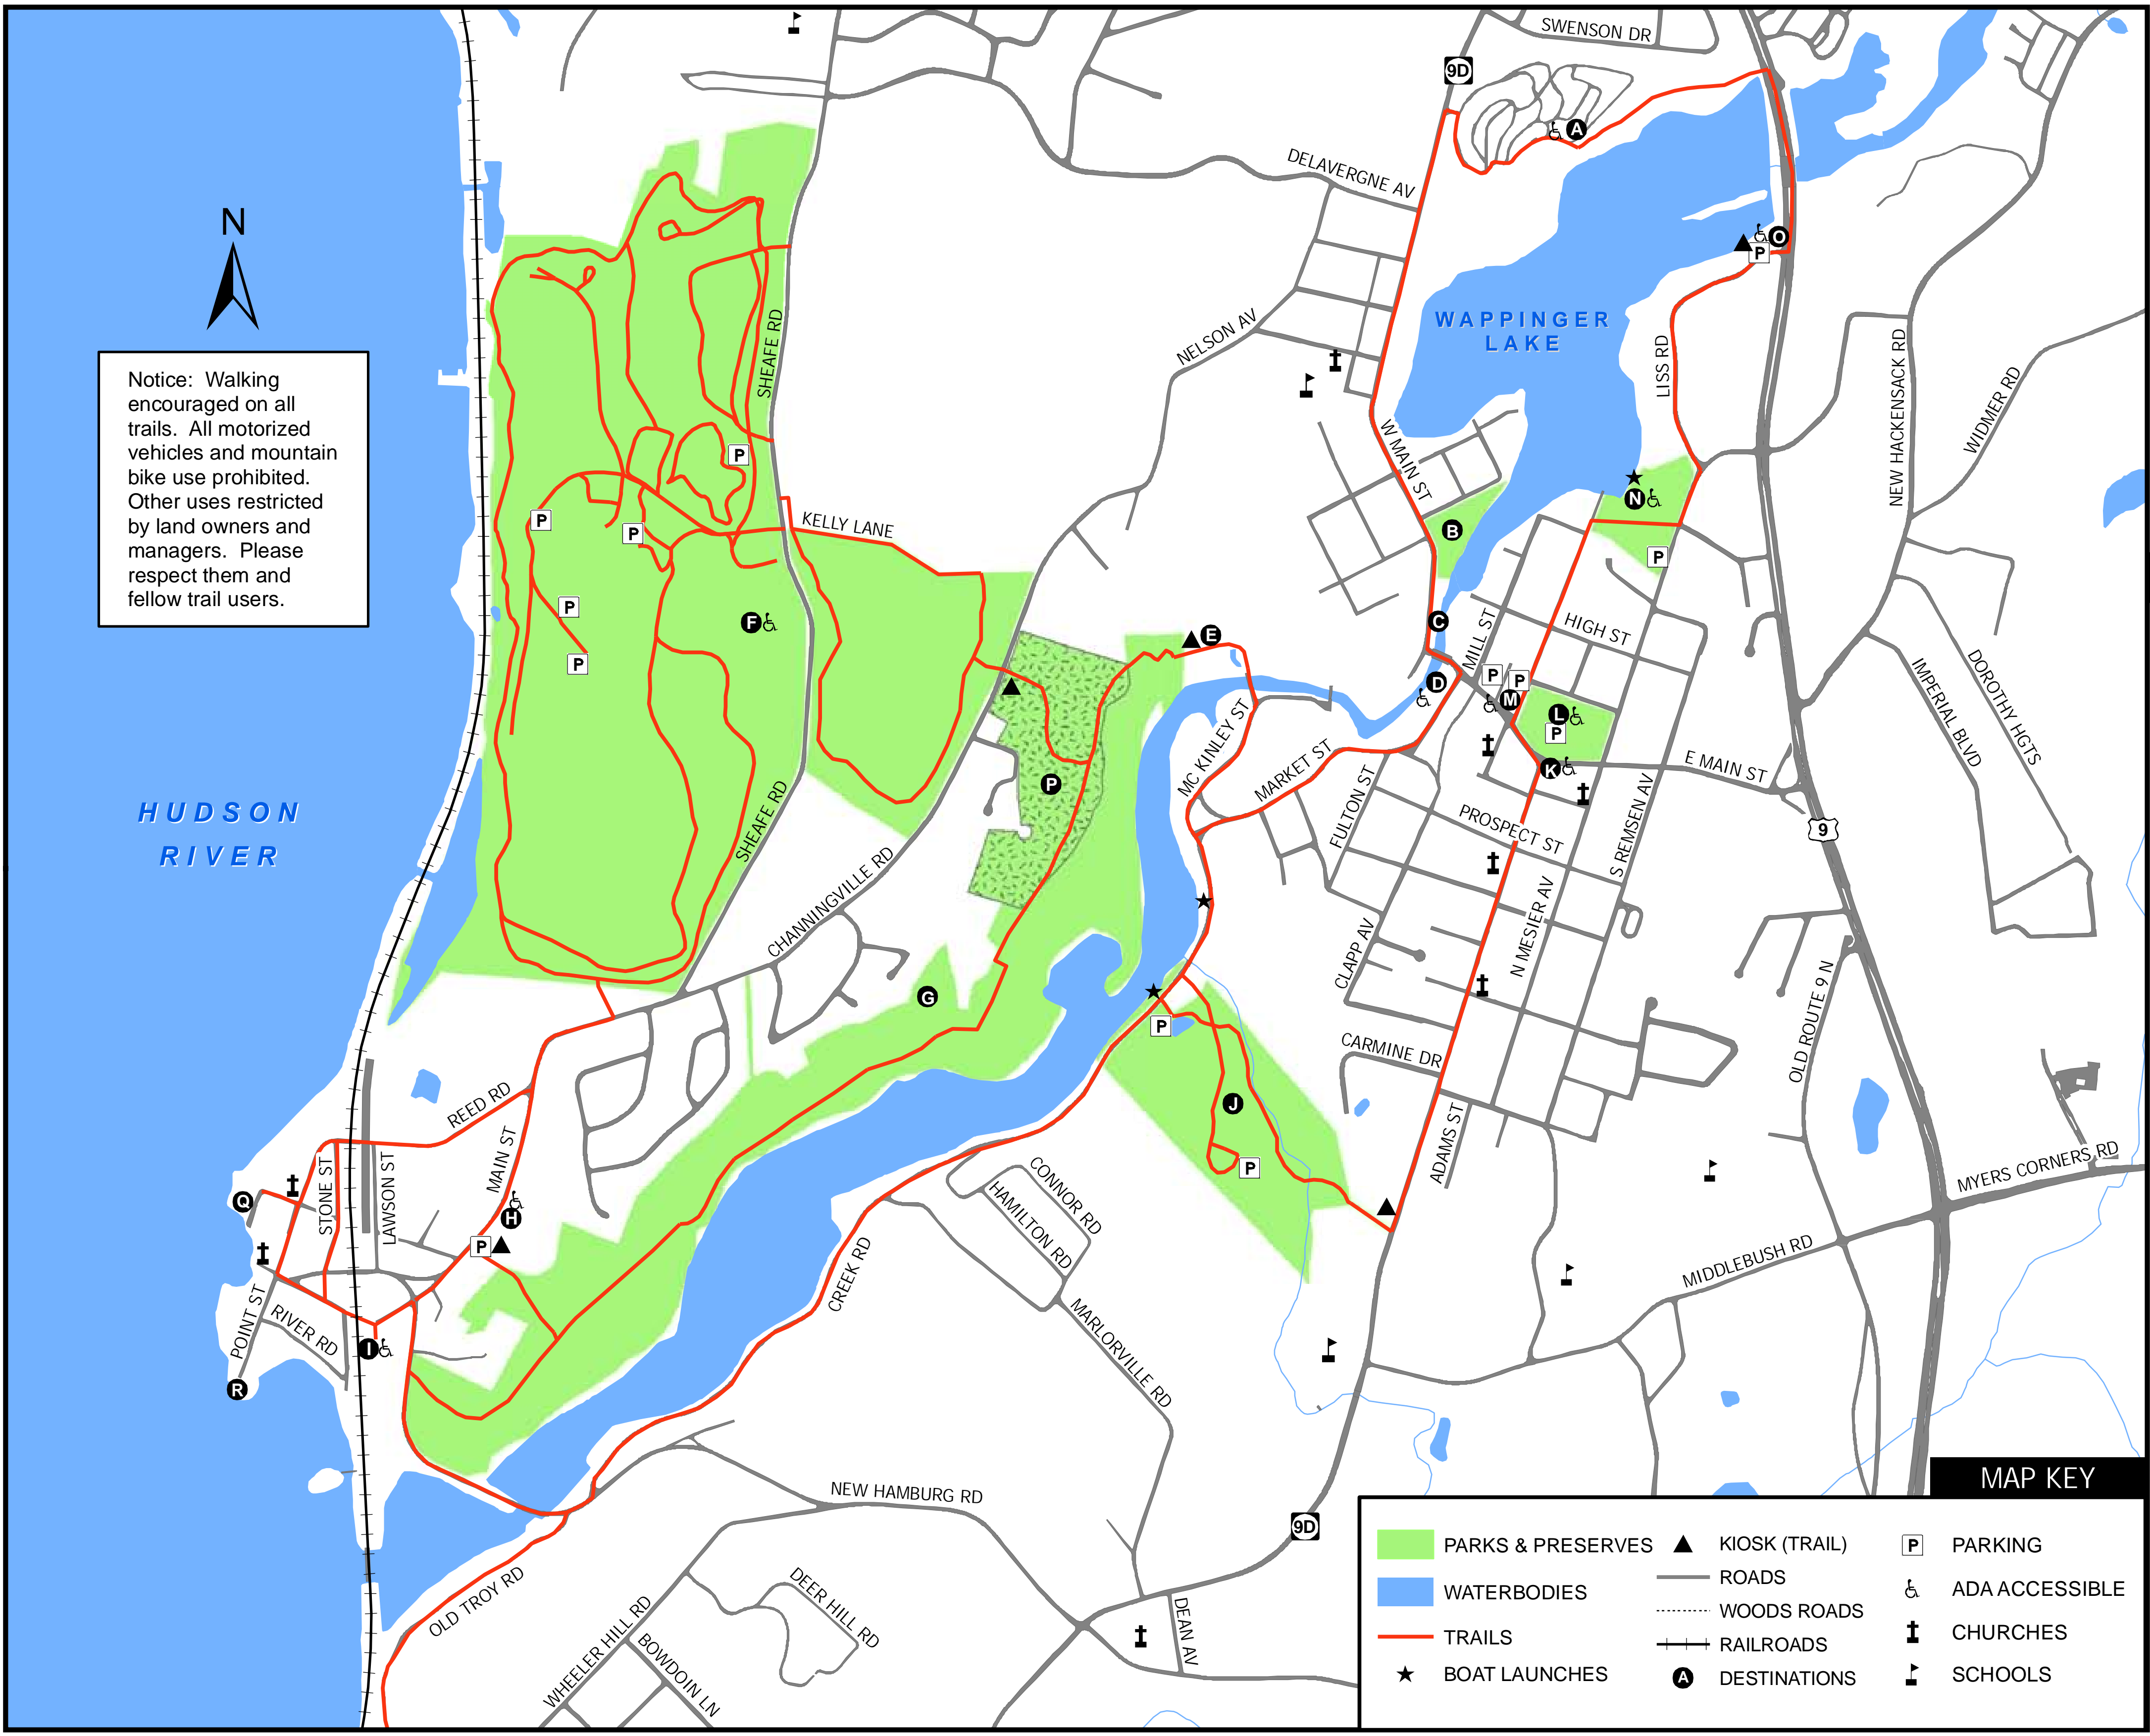 SWENSON DR
9D
A
DELAVERGNE AV
N
O
P
WAPPINGER
LAKE
NELSON AV
SHEAFE RD
LISS RD
NEW HACKENSACK RD
WIDMER RD
Notice: Walking
encouraged on all
trails. All motorized
vehicles and mountain
bike use prohibited.
Other uses restricted
by land owners and
managers. Please
respect them and
fellow trail users.
W MAIN ST
P
N
P
P
KELLY LANE
B
P
P
F
C
E
MILL ST
HIGH ST
P
D
P
P
M
L
P
IMPERIAL BLVD
DOROTHY HGTS
MC KINLEY ST
MARKET ST
K
E MAIN ST
P
HUDSON
RIVER
SHEAFE RD
FULTON ST
PROSPECT ST
S REMSEN AV
9
CHANNINGVILLE RD
CLAPP AV
N MESIER AV
G
OLD ROUTE 9 N
P
CARMINE DR
REED RD
J
ADAMS ST
MAIN ST
P
MYERS CORNERS RD
Q
STONE ST
LAWSON ST
H
CONNOR RD
HAMILTON RD
P
CREEK RD
MIDDLEBUSH RD
POINT ST
RIVER RD
I
MARLORVILLE RD
R
NEW HAMBURG RD
9D
OLD TROY RD
DEER HILL RD
WHEELER HILL RD
BOWDOIN LN
DEAN AV
MAP KEY
PARKS & PRESERVES
WATERBODIES
TRAILS
BOAT LAUNCHES
KIOSK (TRAIL)
ROADS
WOODS ROADS
RAILROADS
A DESTINATIONS
P PARKING
ADA ACCESSIBLE
CHURCHES
SCHOOLS